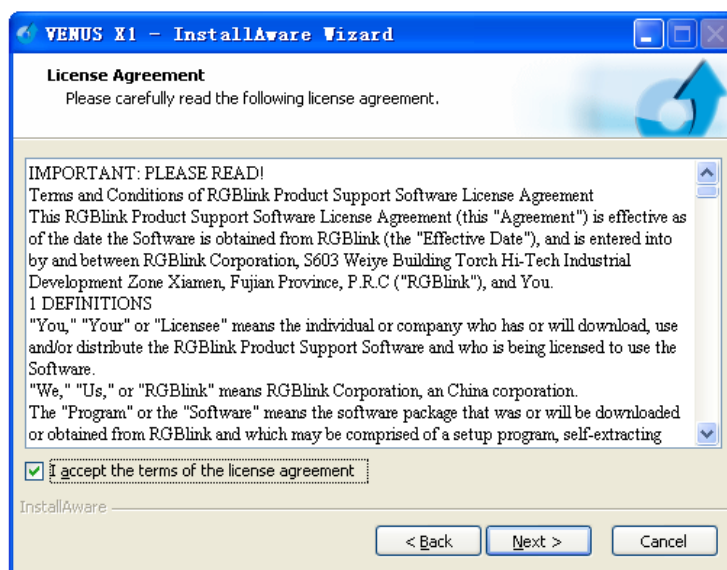 VENUS X1 - InstallAware Wizard
License Agreement
Please carefully read the following license agreement.
IMPORTANT: PLEASE READ!
Terms and Conditions of RGBlink Product Support Software License Agreement
This RGBlink Product Support Software License Agreement (this "Agreement") is effective as
of the date the Software is obtained from RGBlink (the "Effective Date"), and is entered into
by and between RGBlink Corporation, S603 Weiye Building Torch Hi-Tech Industrial
Development Zone Xiamen, Fujian Province, P.R.C ("RGBlink"), and You.
1 DEFINITIONS
"You," "Your" or "Licensee" means the individual or company who has or will download, use
and/or distribute the RGBlink Product Support Software and who is being licensed to use the
Software.
"We," "Us," or "RGBlink" means RGBlink Corporation, an China corporation.
The "Program" or the "Software" means the software package that was or will be downloaded
or obtained from RGBlink and which may be comprised of a setup program, self-extracting
I accept the terms of the license agreement
InstallAware
< Back Next > Cancel